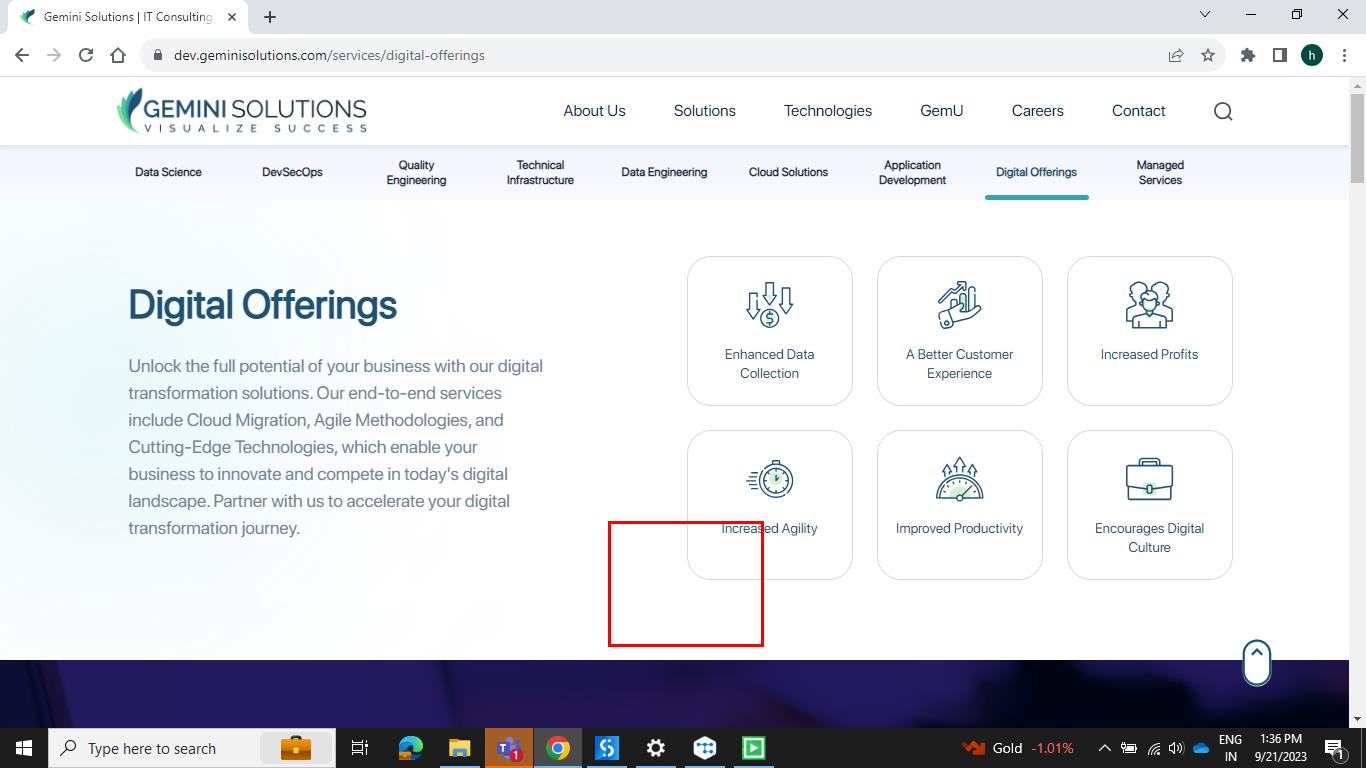 Gemini Solutions | IT Consulting
dev.geminisolutions.com/services/digital-offerings
h
GEMINI SOLUTIONS
VISUALIZE SUCCESS
About Us
Solutions
Technologies
GemU
Careers
Contact
Data Science
DevSecOps
Quality
Engineering
Technical
Infrastructure
Data Engineering
Cloud Solutions
Application
Development
Digital Offerings
Managed
Services
Digital Offerings
Unlock the full potential of your business with our digital
transformation solutions. Our end-to-end services
include Cloud Migration, Agile Methodologies, and
Cutting-Edge Technologies, which enable your
business to innovate and compete in today's digital
landscape. Partner with us to accelerate your digital
transformation journey.
Enhanced Data
Collection
A Better Customer
Experience
Increased Profits
Increased Agility
Improved Productivity
Encourages Digital
Culture
Type here to search
1
Gold -1.01%
ENG
IN
1:36 PM
9/21/2023
1